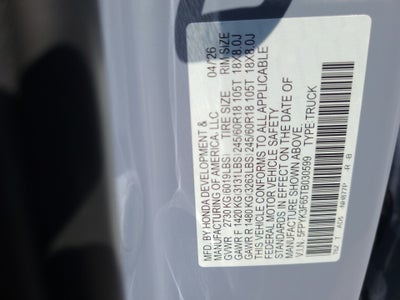 MFD. BY HONDA DEVELOPMENT & 04/26
MANUFACTURING OF AMERICA, LLC
GVWR 2730 KG(6019LBS) TIRE SIZE RIM SIZE
GAWR F 1420 KG(3131LBS) 245/60R18 105T 18X8.0J
GAWR R 1480 KG(3263LBS) 245/60R18 105T 18X8.0J
THIS VEHICLE CONFORMS TO ALL APPLICABLE
FEDERAL MOTOR VEHICLE SAFETY
STANDARDS IN EFFECT ON THE DATE OF
MANUFACTURE SHOWN ABOVE.
V.I.N. TYPE:TRUCK